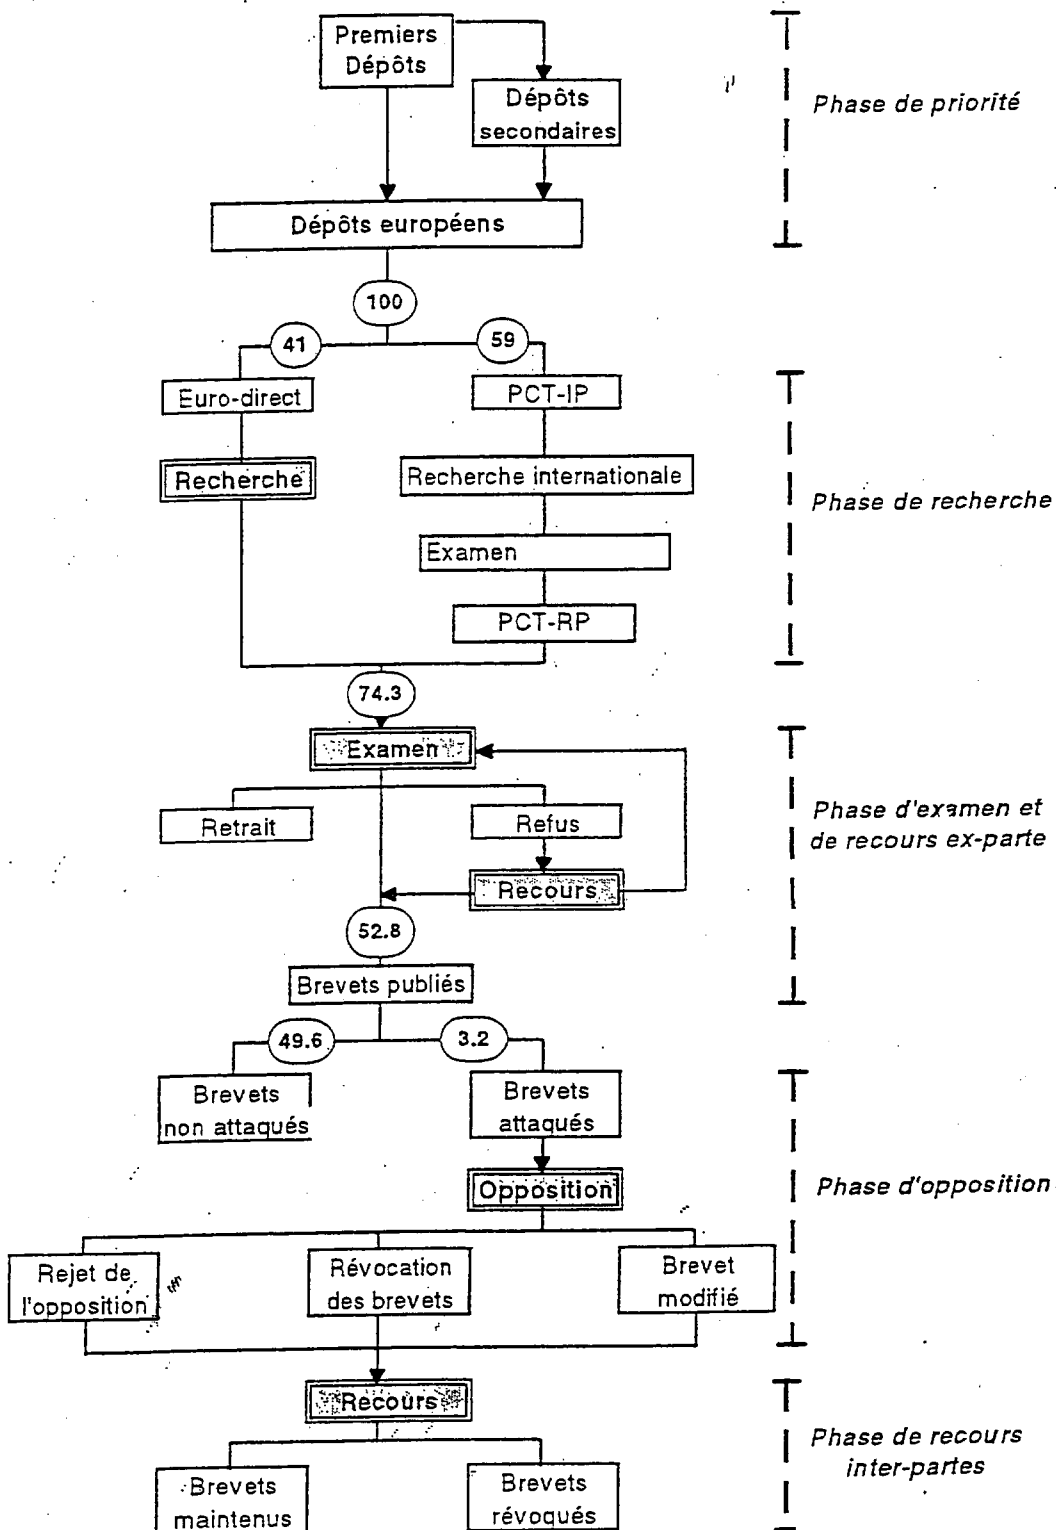 Premiers
Dépôts
Dépôts
secondaires
Phase de priorité
Dépôts européens
100
41
59
Euro-direct
PCT-IP
Recherche
Recherche internationale
Phase de recherche
Examen
PCT-RP
74.3
Examen
Retrait
Refus
Phase d'examen et
de recours ex-parte
Recours
52.8
Brevets publiés
49.6
3.2
Brevets
non attaqués
Brevets
attaqués
Opposition
Phase d'opposition
Rejet de
l'opposition
Révocation
des brevets
Brevet
modifié
Recours
Phase de recours
inter-partes
Brevets
maintenus
Brevets
révoqués